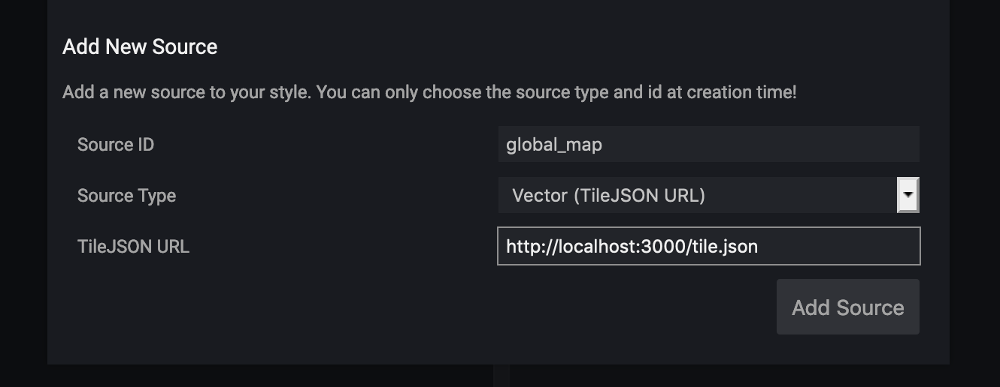 Add New Source
Add a new source to your style. You can only choose the source type and id at creation time!
Source ID global_map
Source Type Vector (TileJSON URL)
TileJSON URL http://localhost:3000/tile.json
Add Source